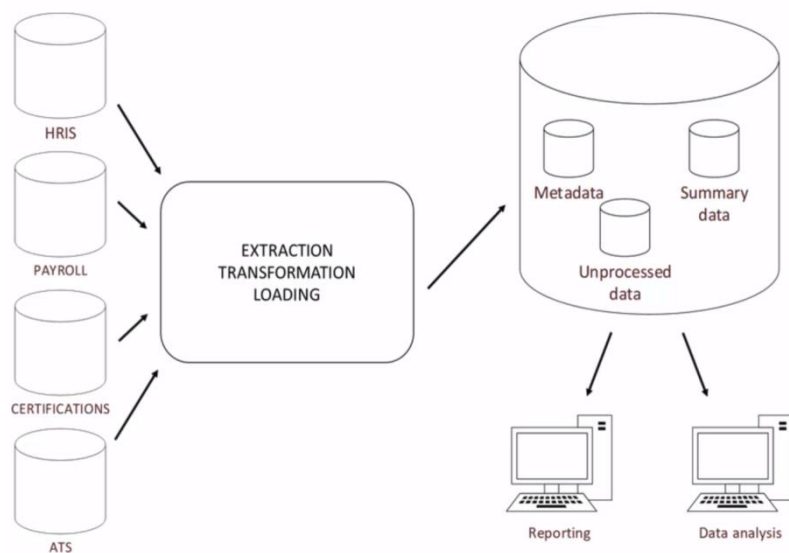 HRIS
PAYROLL
CERTIFICATIONS
ATS
EXTRACTION
TRANSFORMATION
LOADING
Metadata
Summary
data
Unprocessed
data
Reporting
Data analysis